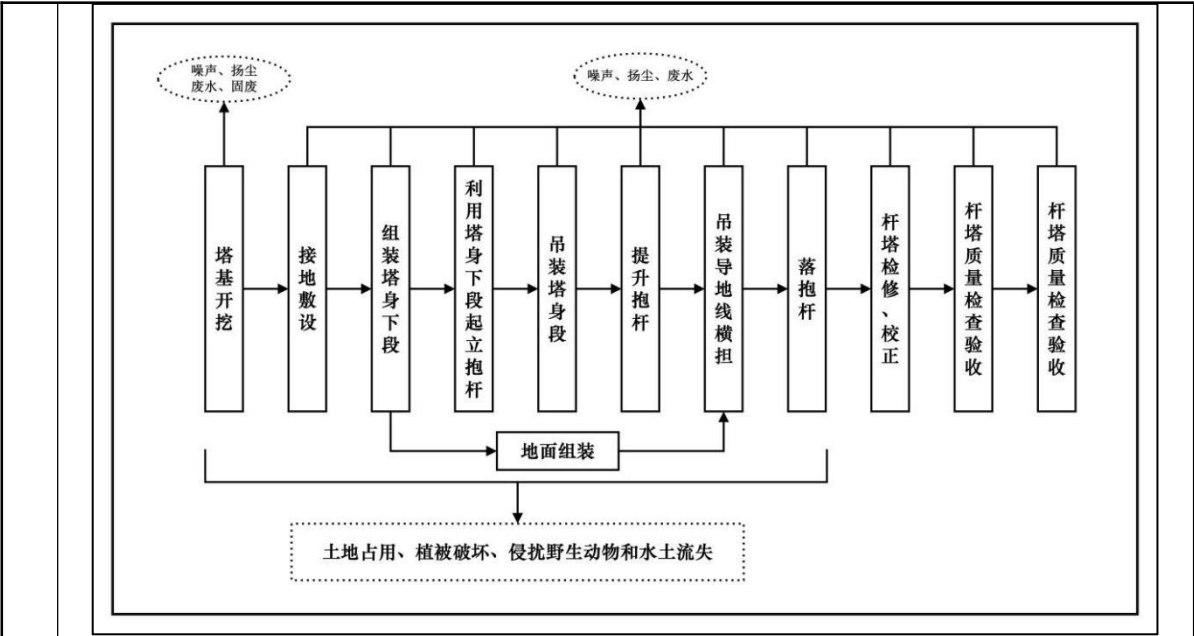 噪声、扬尘
废水、固废
噪声、扬尘、废水
塔基开挖
接地敷设
组装塔身下段
利用塔身下段起立抱杆
吊装塔身段
提升抱杆
吊装导地线横担
落抱杆
杆塔检修、校正
杆塔质量检查验收
杆塔质量检查验收
地面组装
土地占用、植被破坏、侵扰野生动物和水土流失